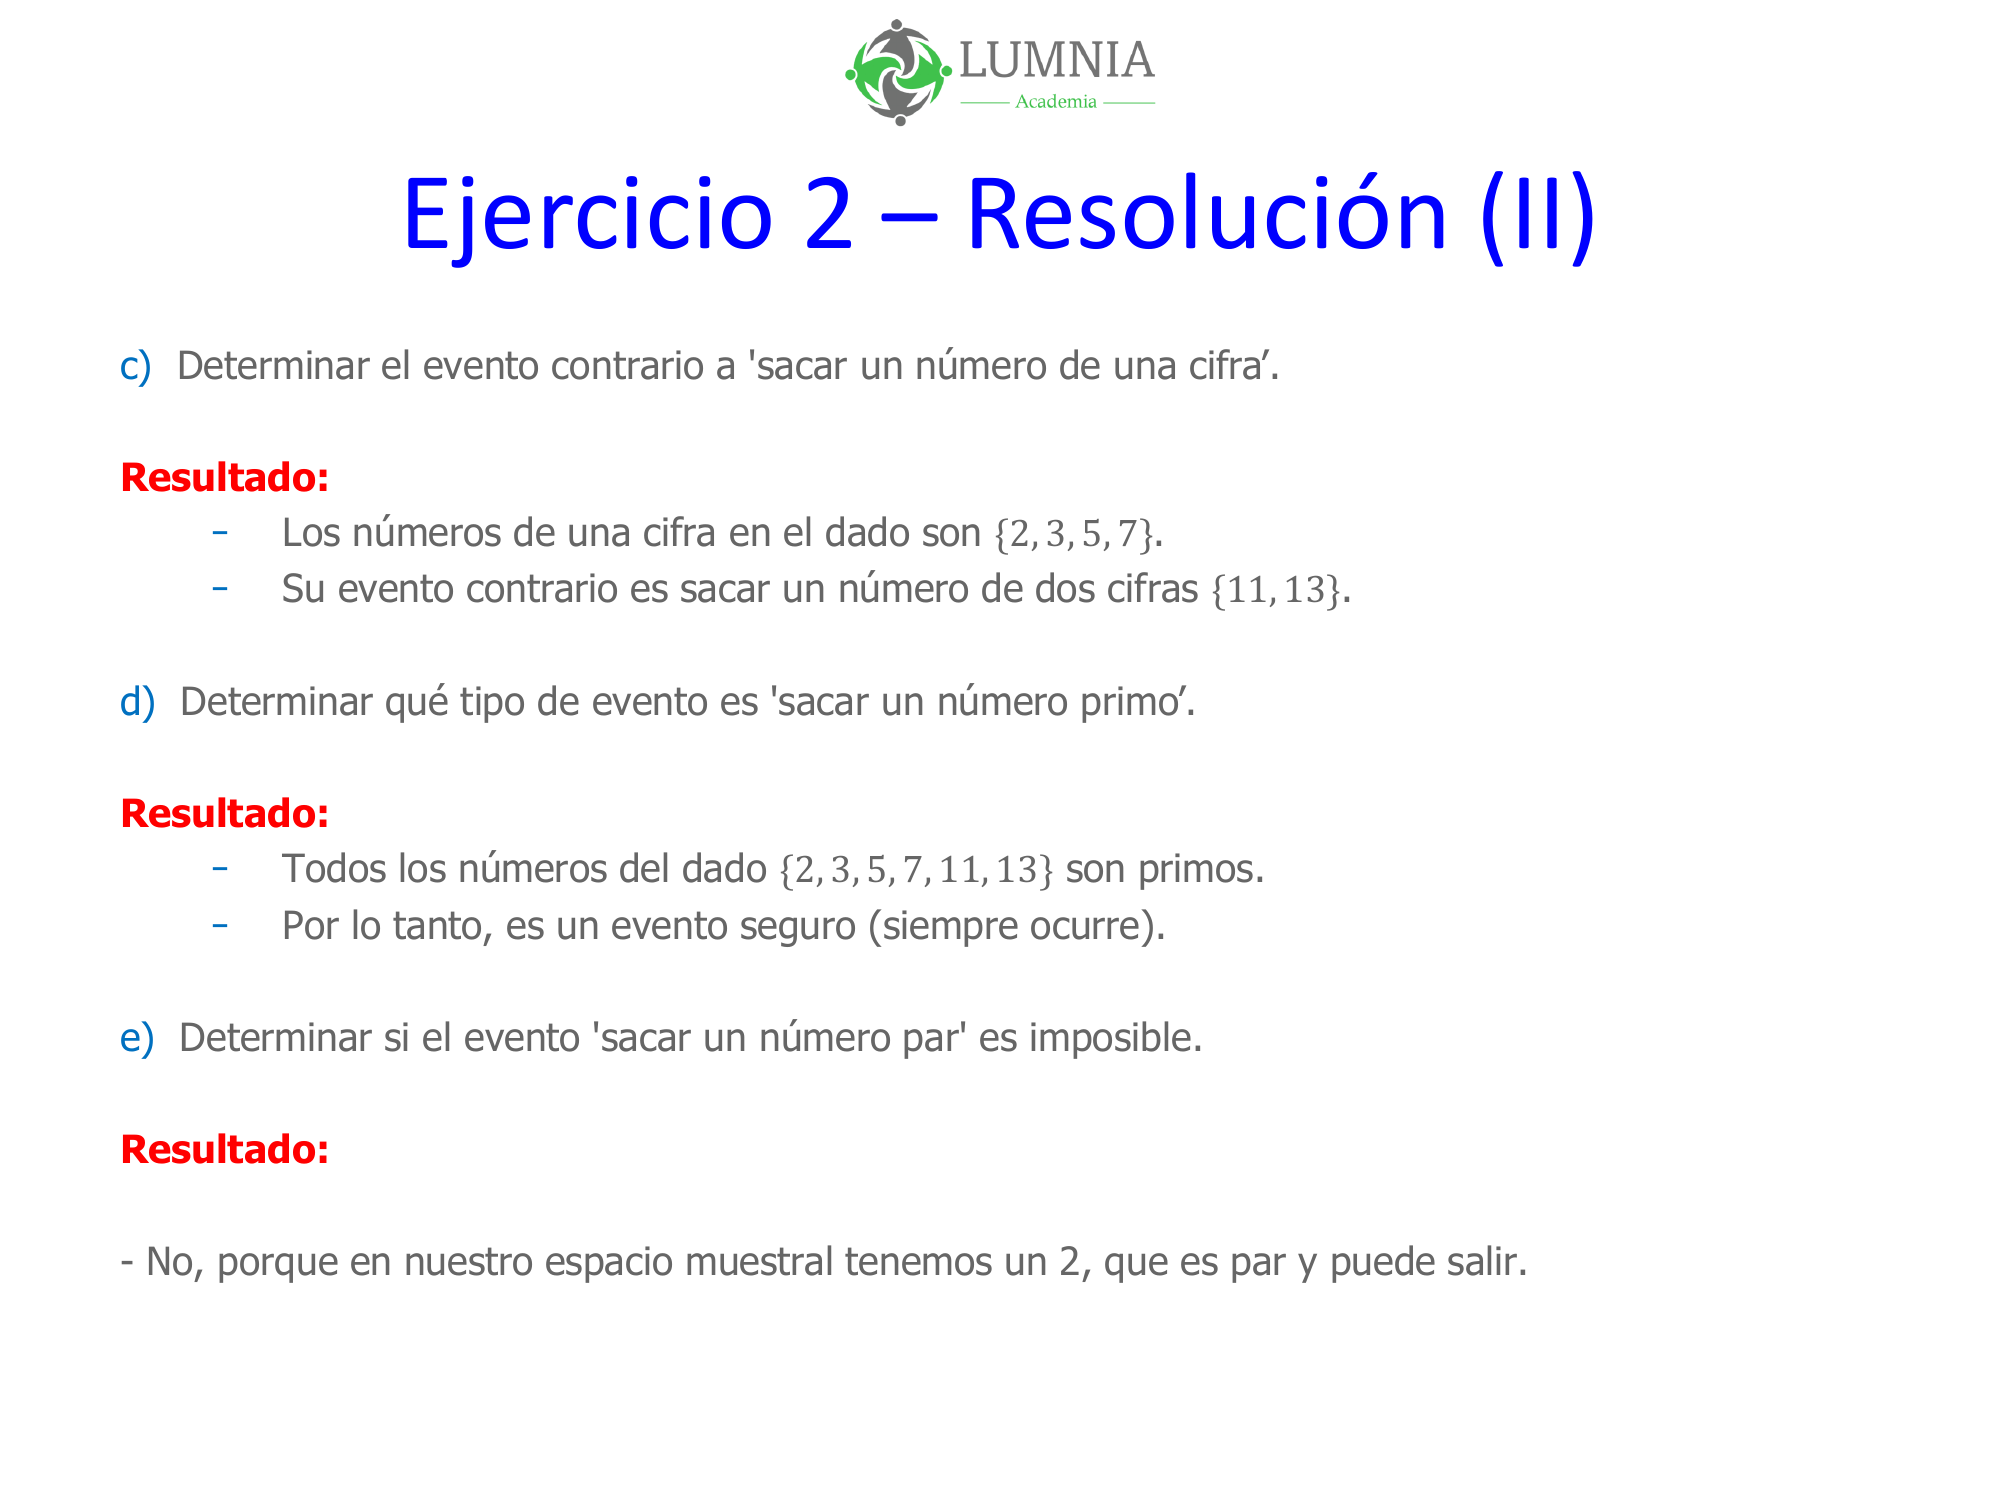 LUMNIA
Academia
Ejercicio 2 – Resolución (II)
c) Determinar el evento contrario a 'sacar un número de una cifra’.
Resultado:
- Los números de una cifra en el dado son {2, 3, 5, 7}.
- Su evento contrario es sacar un número de dos cifras {11, 13}.
d) Determinar qué tipo de evento es 'sacar un número primo’.
Resultado:
- Todos los números del dado {2, 3, 5, 7, 11, 13} son primos.
- Por lo tanto, es un evento seguro (siempre ocurre).
e) Determinar si el evento 'sacar un número par' es imposible.
Resultado:
- No, porque en nuestro espacio muestral tenemos un 2, que es par y puede salir.